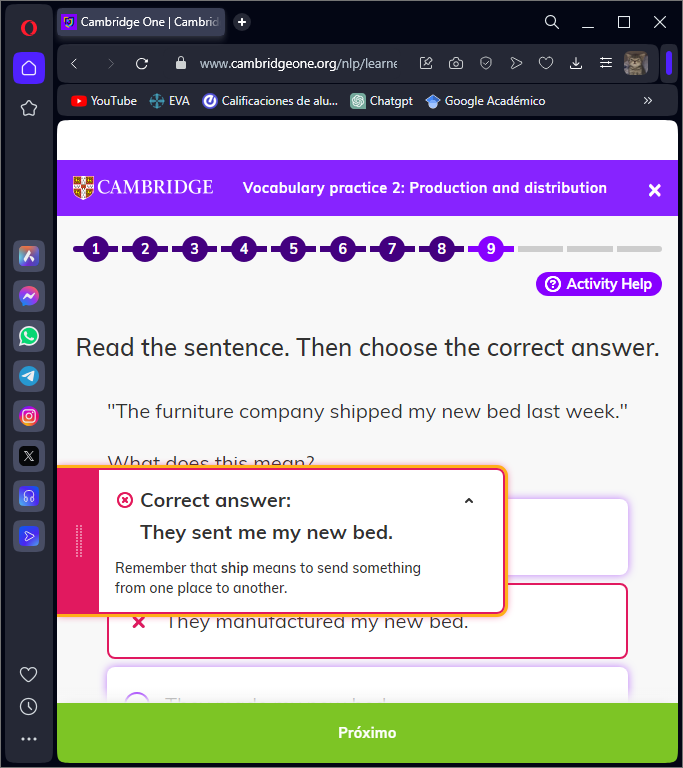 Cambridge One | Cambrid
www.cambridgeone.org/nlp/learne
YouTube
EVA
Calificaciones de alu...
Chatgpt
Google Académico
CAMBRIDGE
Vocabulary practice 2: Production and distribution
1 2 3 4 5 6 7 8 9
Activity Help
Read the sentence. Then choose the correct answer.
"The furniture company shipped my new bed last week."
What does this mean?
Correct answer:
They sent me my new bed.
Remember that ship means to send something
from one place to another.
They manufactured my new bed.
Próximo